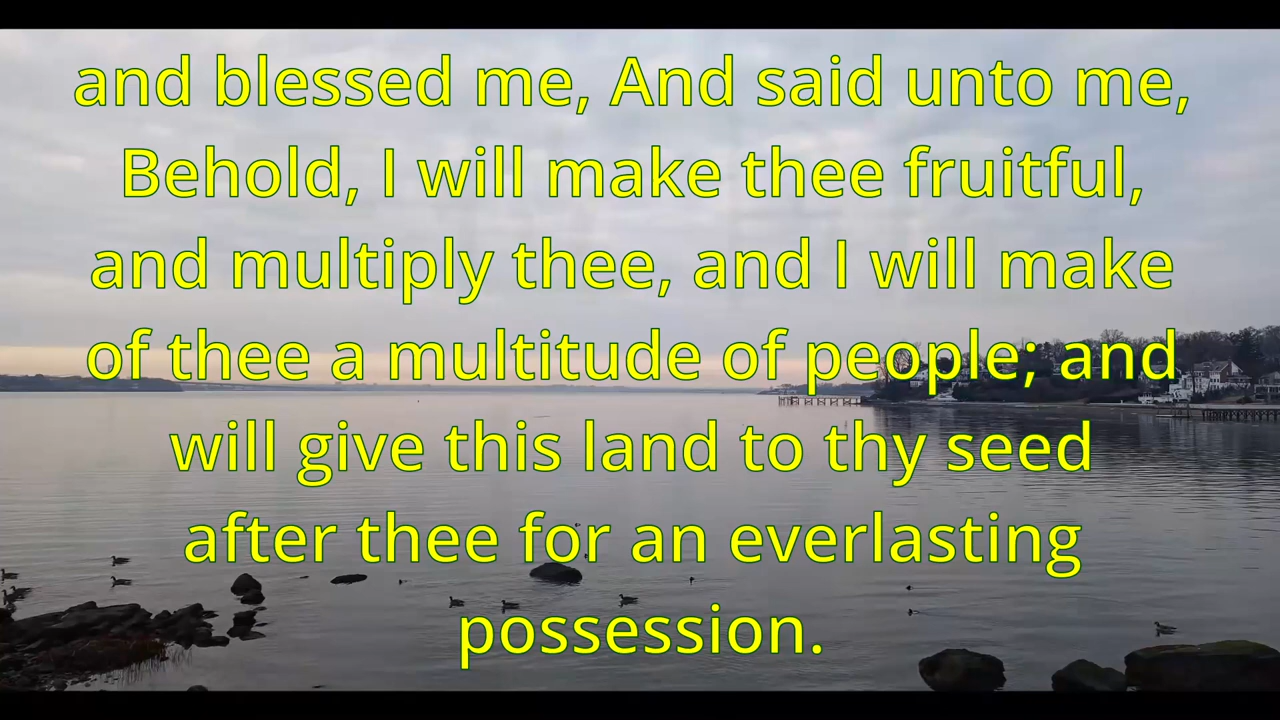 and blessed me, And said unto me,
Behold, I will make thee fruitful,
and multiply thee, and I will make
of thee a multitude of people; and
will give this land to thy seed
after thee for an everlasting
possession.